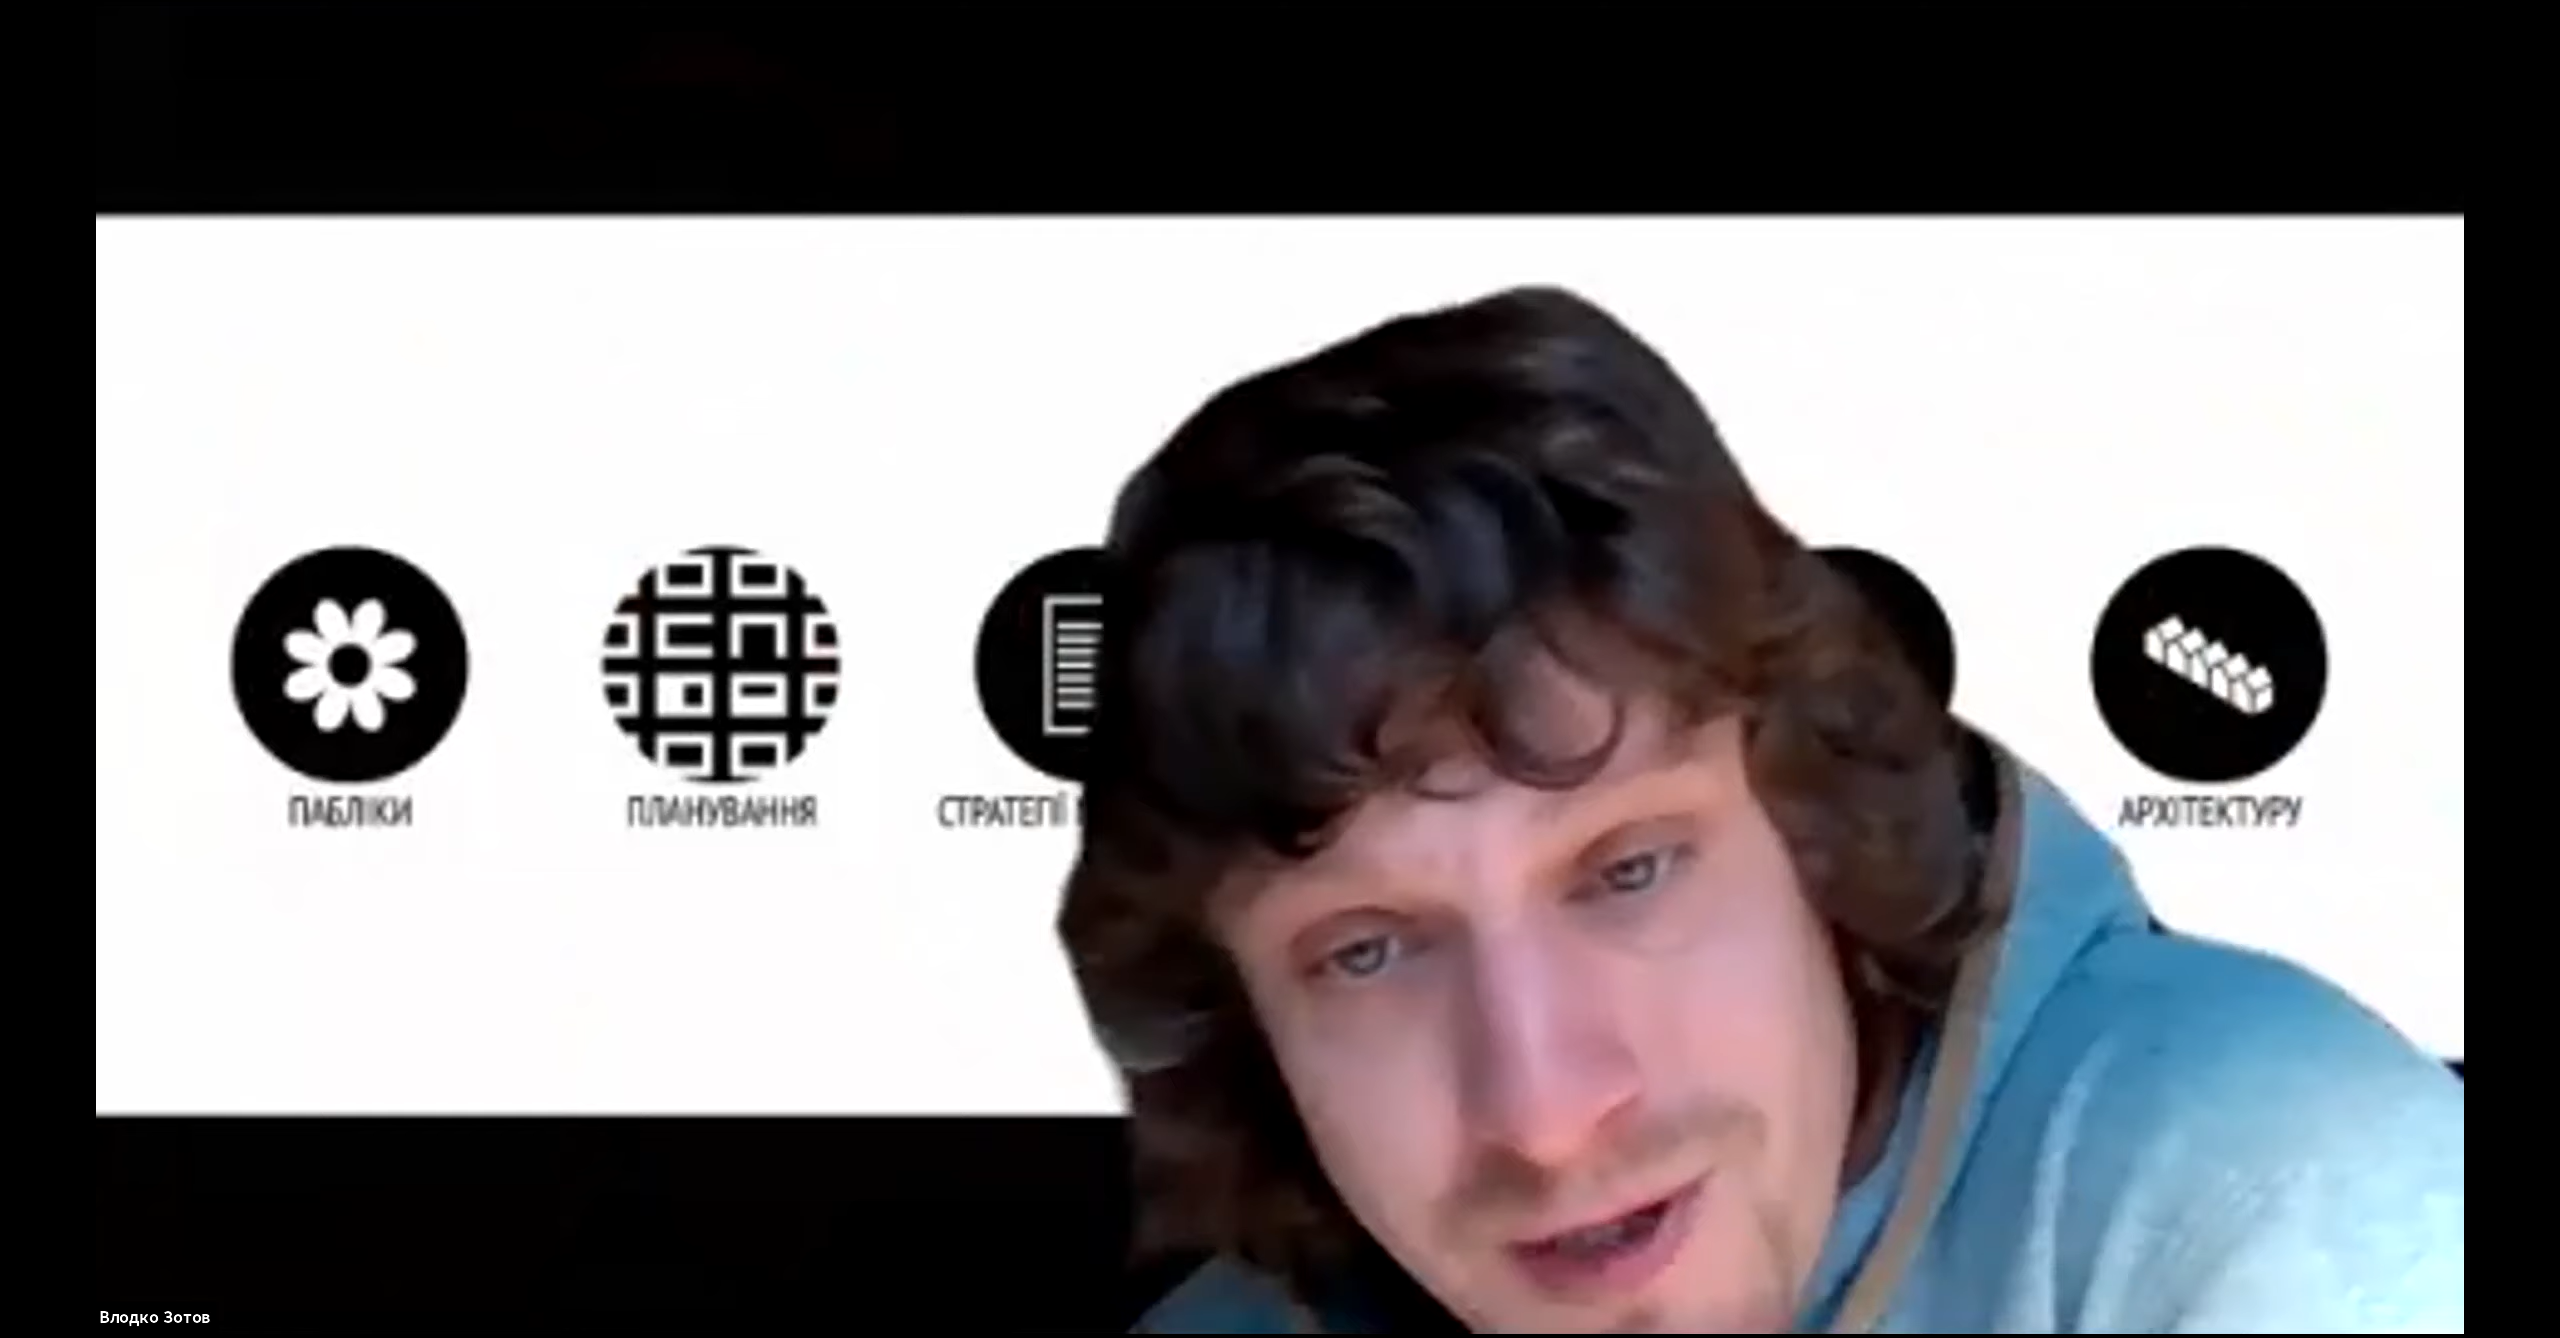 ПАБЛІКИ
ПЛАНУВАННЯ
СТРАТЕГІЇ
АРХІТЕКТУРУ
Влодко Зотов